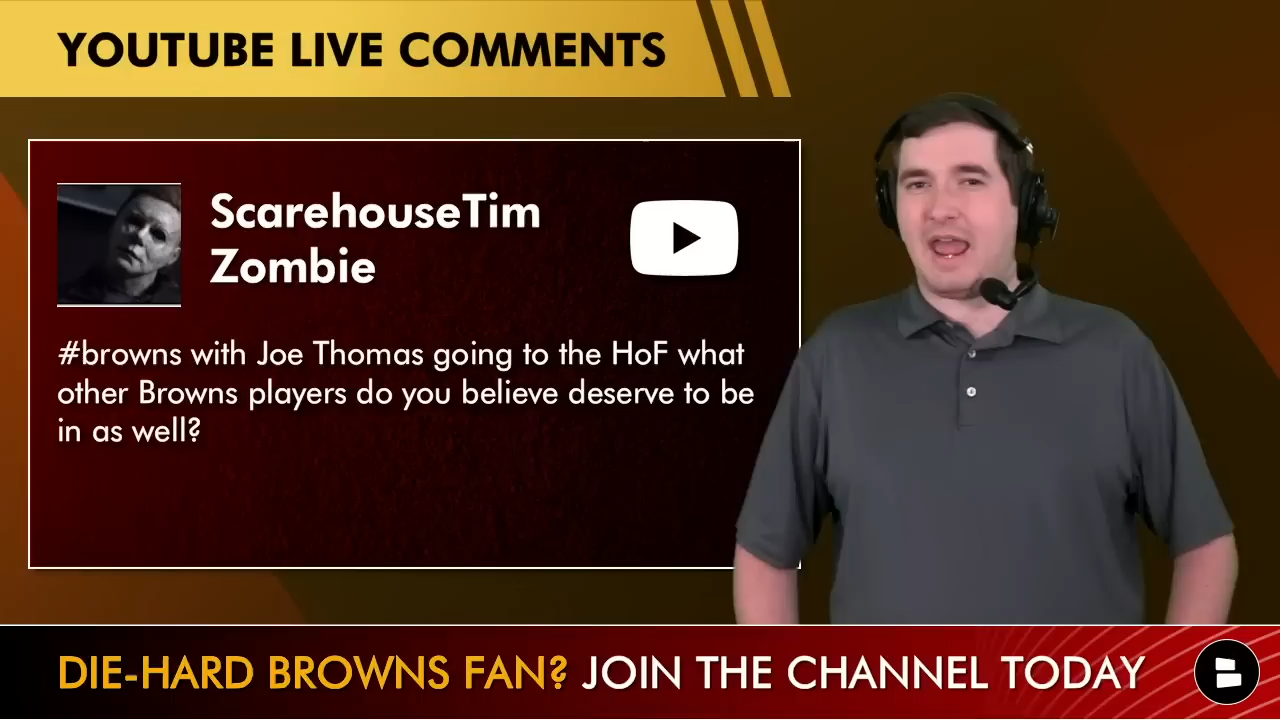 YOUTUBE LIVE COMMENTS
ScarehouseTim
Zombie
#browns with Joe Thomas going to the HoF what
other Browns players do you believe deserve to be
in as well?
DIE-HARD BROWNS FAN? JOIN THE CHANNEL TODAY